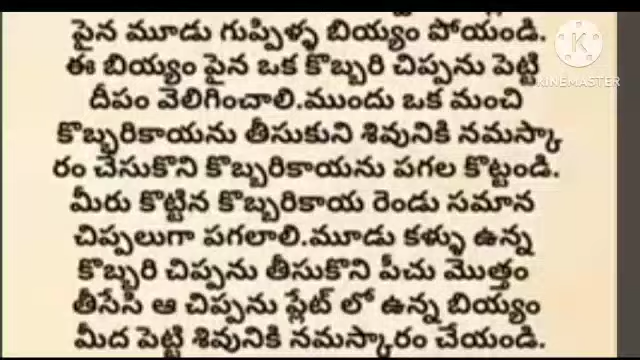 పైన మూడు గుప్పిళ్ళ బియ్యం పోయండి.
ఈ బియ్యం పైన ఒక కొబ్బరి చిప్పను పెట్టి
దీపం వెలిగించాలి.ముందు ఒక మంచి
కొబ్బరికాయను తీసుకుని శివునికి నమస్కా
రం చేసుకొని కొబ్బరికాయను పగల కొట్టండి.
మీరు కొట్టిన కొబ్బరికాయ రెండు సమాన
చిప్పలుగా పగలాలి.మూడు కళ్ళు ఉన్న
కొబ్బరి చిప్పను తీసుకొని పీచు మొత్తం
తీసేసి ఆ చిప్పను ప్లేట్ లో ఉన్న బియ్యం
మీద పెట్టి శివునికి నమస్కారం చేయండి.
K
KINEMASTER